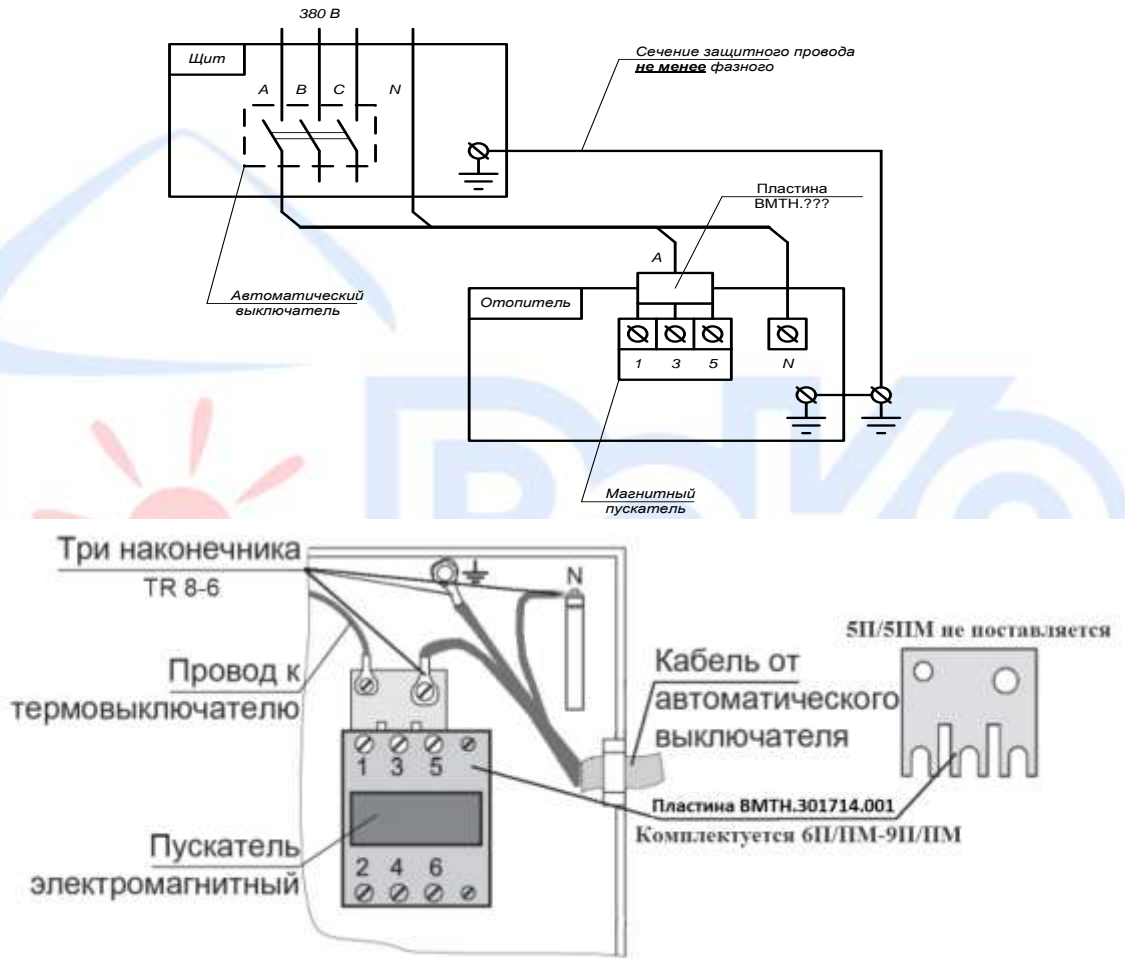 380 В
Щит
Сечение защитного провода
не менее фазного
A B C N
Пластина
ВМТН.???
A
Автоматический
выключатель
Отопитель
1 3 5 N
Магнитный
пускатель
ВЭКО
Три наконечника
TR 8-6
N
5П/5ПМ не поставляется
Провод к
термовыключателю
Кабель от
автоматического
выключателя
1 3 5
Пластина ВМТН.301714.001
Комплектуется 6П/ПМ-9П/ПМ
Пускатель
электромагнитный
2 4 6